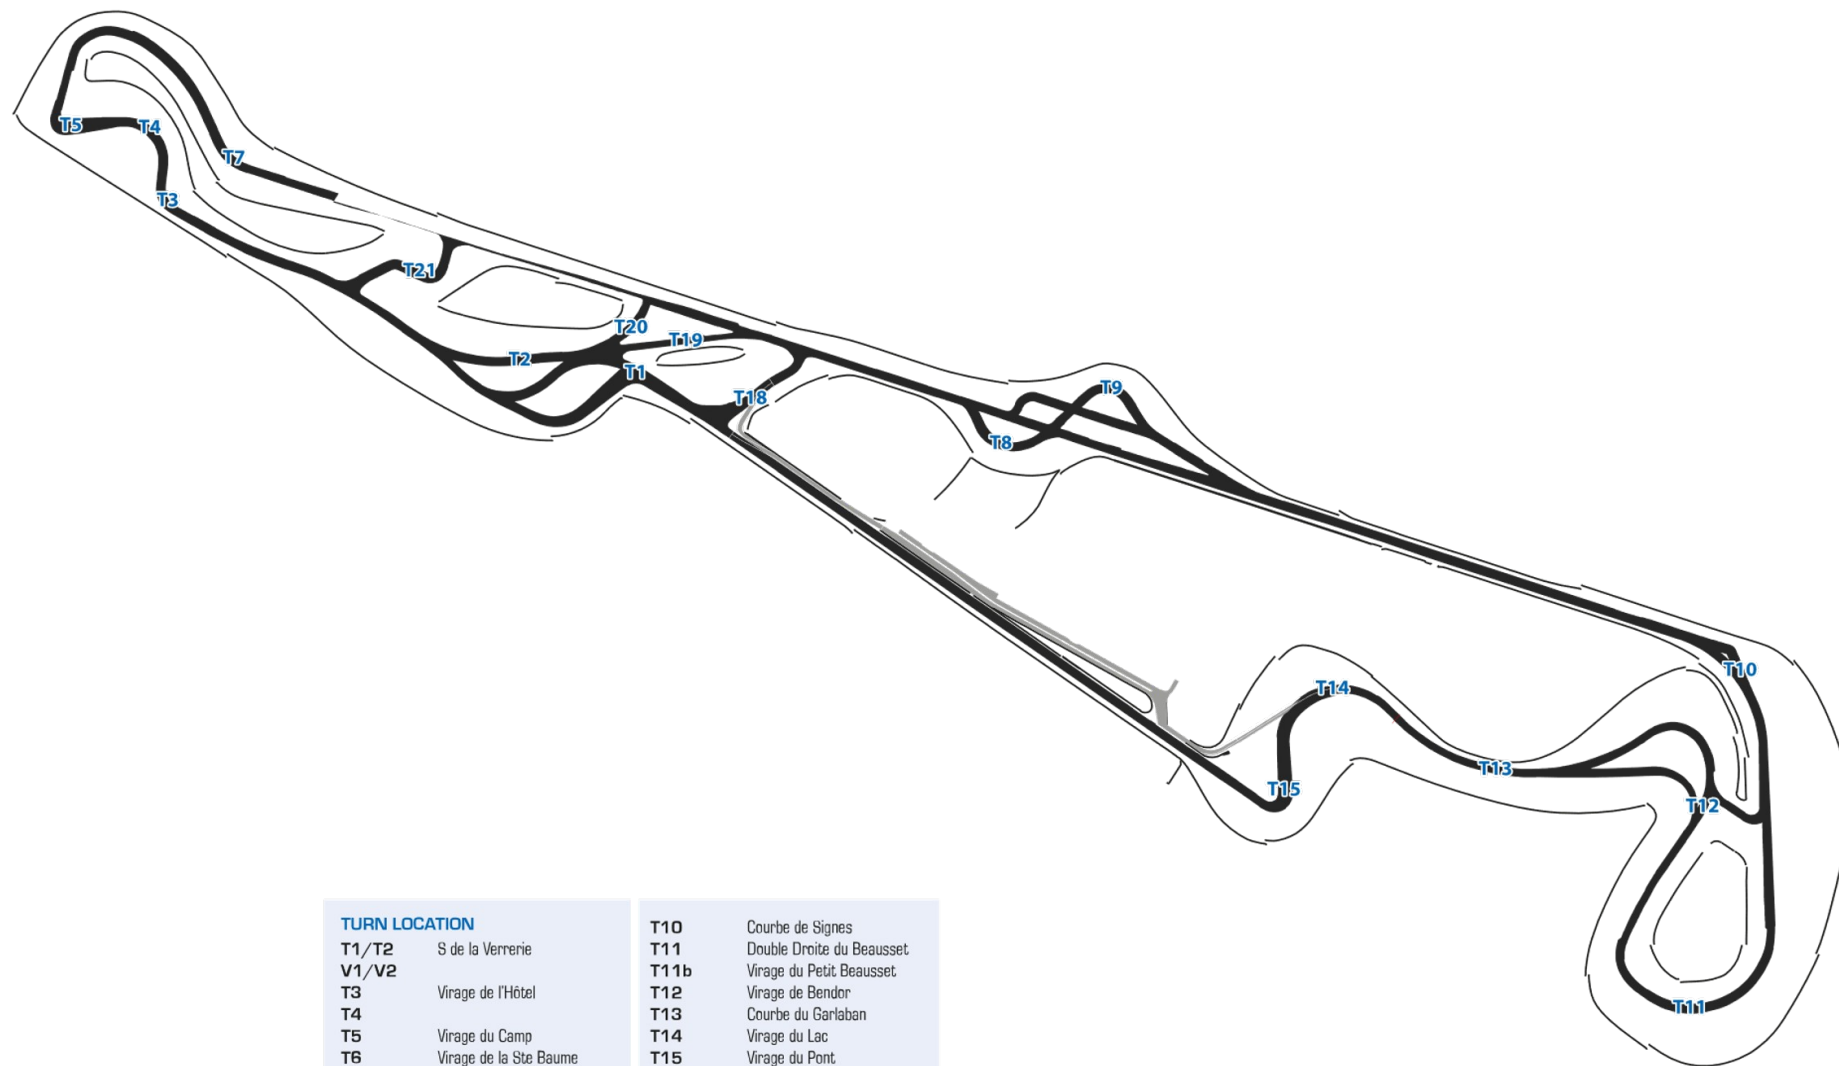 T5
T4
T7
T3
T21
T20
T19
T2
T1
T18
T9
T8
T10
T14
T13
T15
T12
T11
TURN LOCATION
T1/T2 S de la Verrerie
V1/V2
T3 Virage de l'Hôtel
T4
T5 Virage du Camp
T6 Virage de la Ste Baume
T10 Courbe de Signes
T11 Double Droite du Beausset
T11b Virage du Petit Beausset
T12 Virage de Bendor
T13 Courbe du Garlaban
T14 Virage du Lac
T15 Virage du Pont